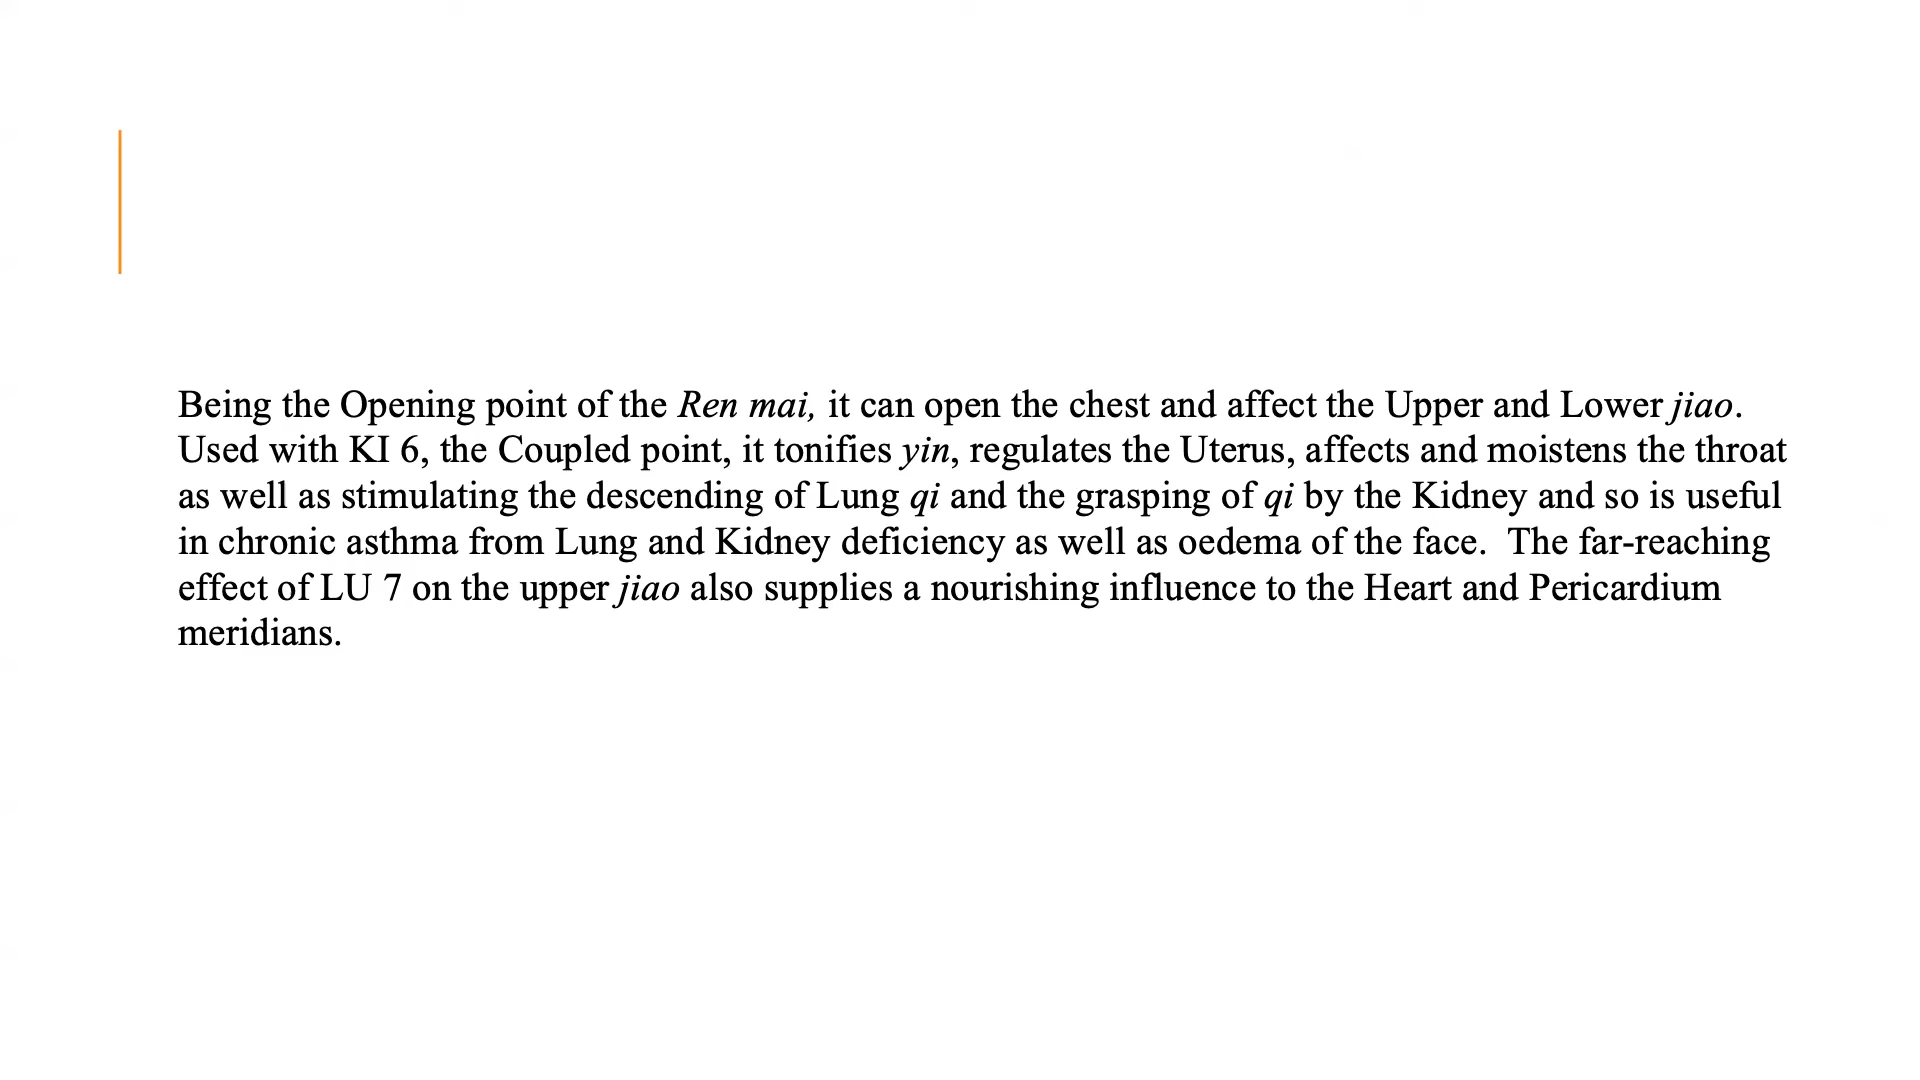 Being the Opening point of the Ren mai, it can open the chest and affect the Upper and Lower jiao.
Used with KI 6, the Coupled point, it tonifies yin, regulates the Uterus, affects and moistens the throat
as well as stimulating the descending of Lung qi and the grasping of qi by the Kidney and so is useful
in chronic asthma from Lung and Kidney deficiency as well as oedema of the face.  The far-reaching
effect of LU 7 on the upper jiao also supplies a nourishing influence to the Heart and Pericardium
meridians.